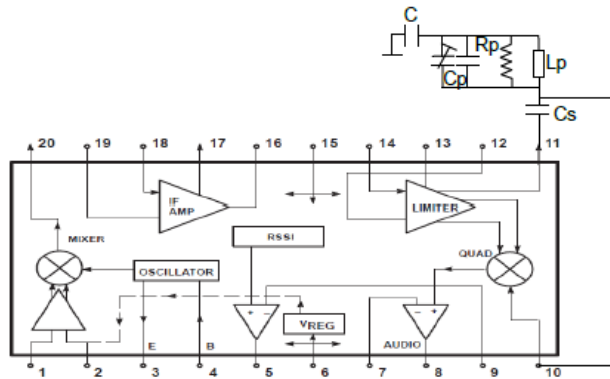 C
Rp
Cp
Lp
Cs
20 19 18 17 16 15 14 13 12 11
IF
AMP
LIMITER
MIXER
RSSI
QUAD
OSCILLATOR
+ −
VREG
− +
E B
AUDIO
1 2 3 4 5 6 7 8 9 10